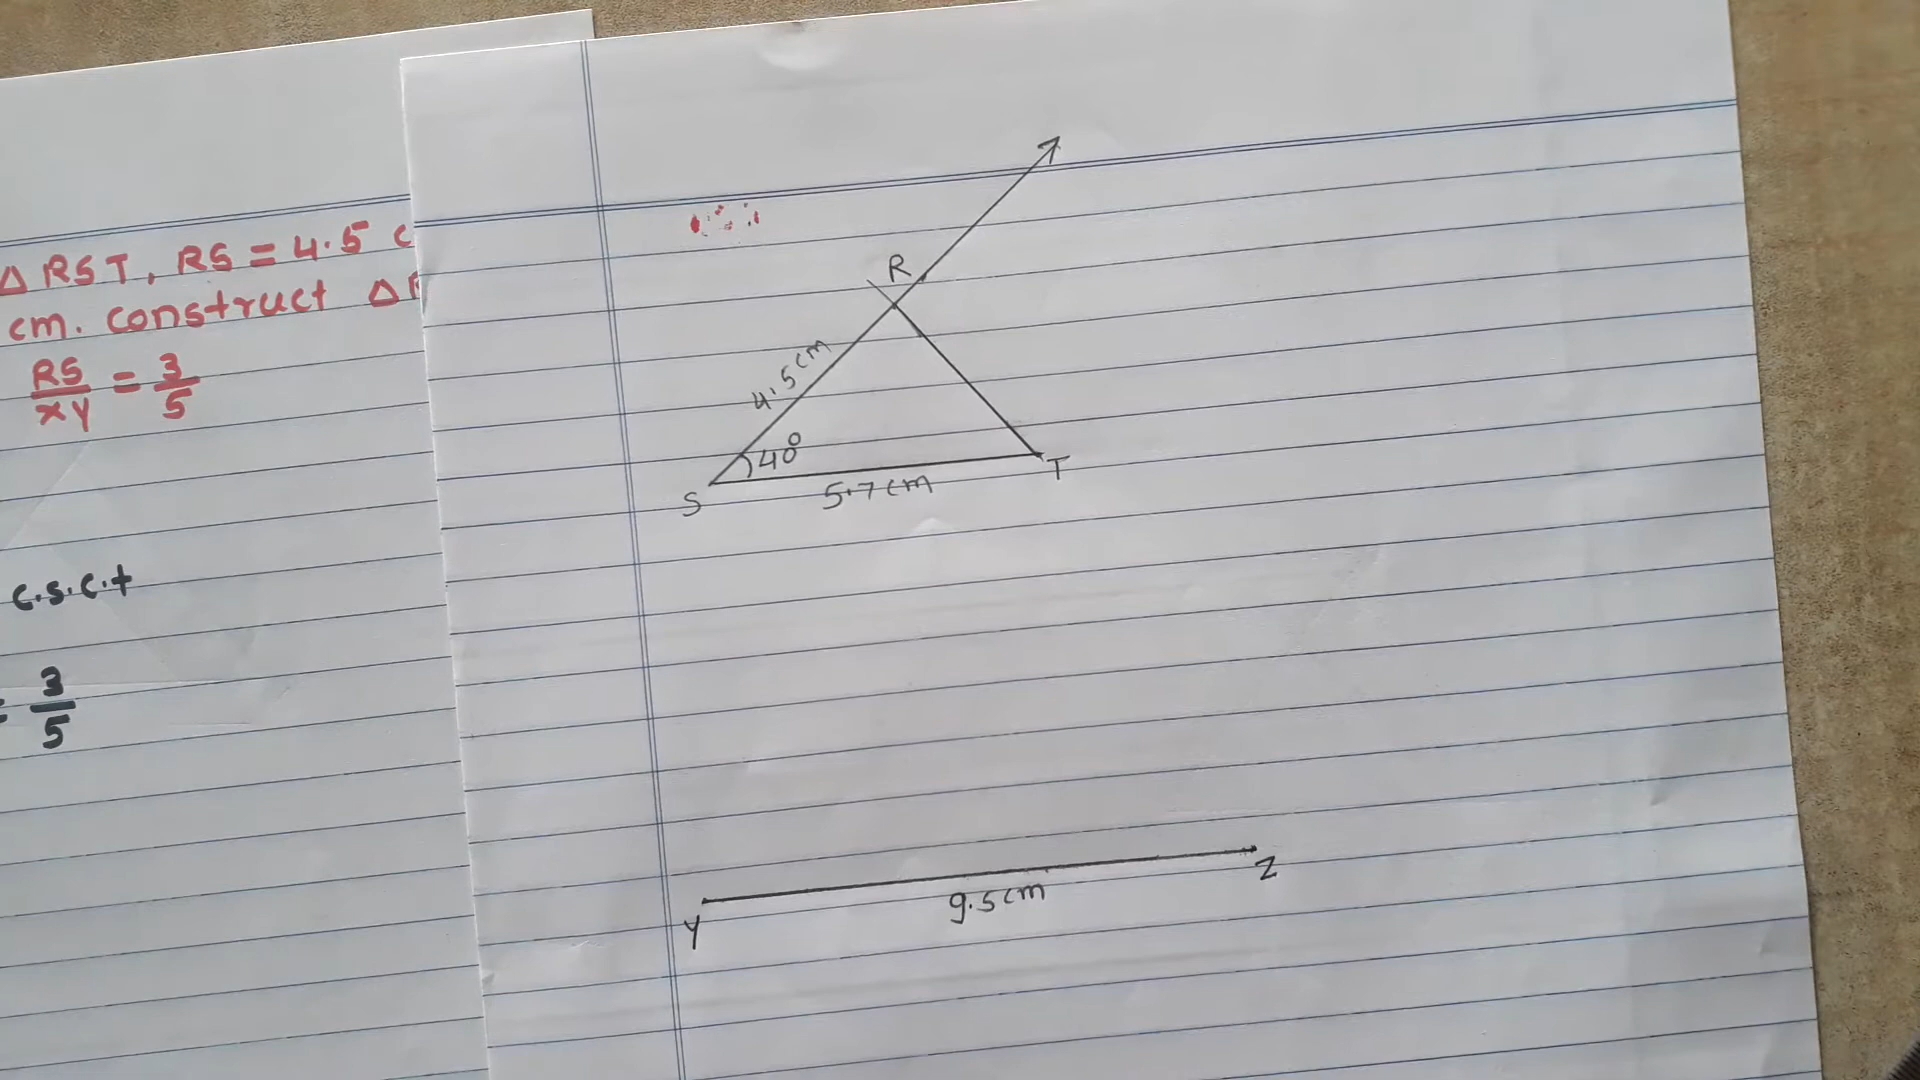 △ RST, RS = 4.5 c
cm. construct △
RS/XY = 3/5
c.s.c.t
= 3/5
R
4.5cm
40°
S
5.7cm
T
Y
9.5cm
Z